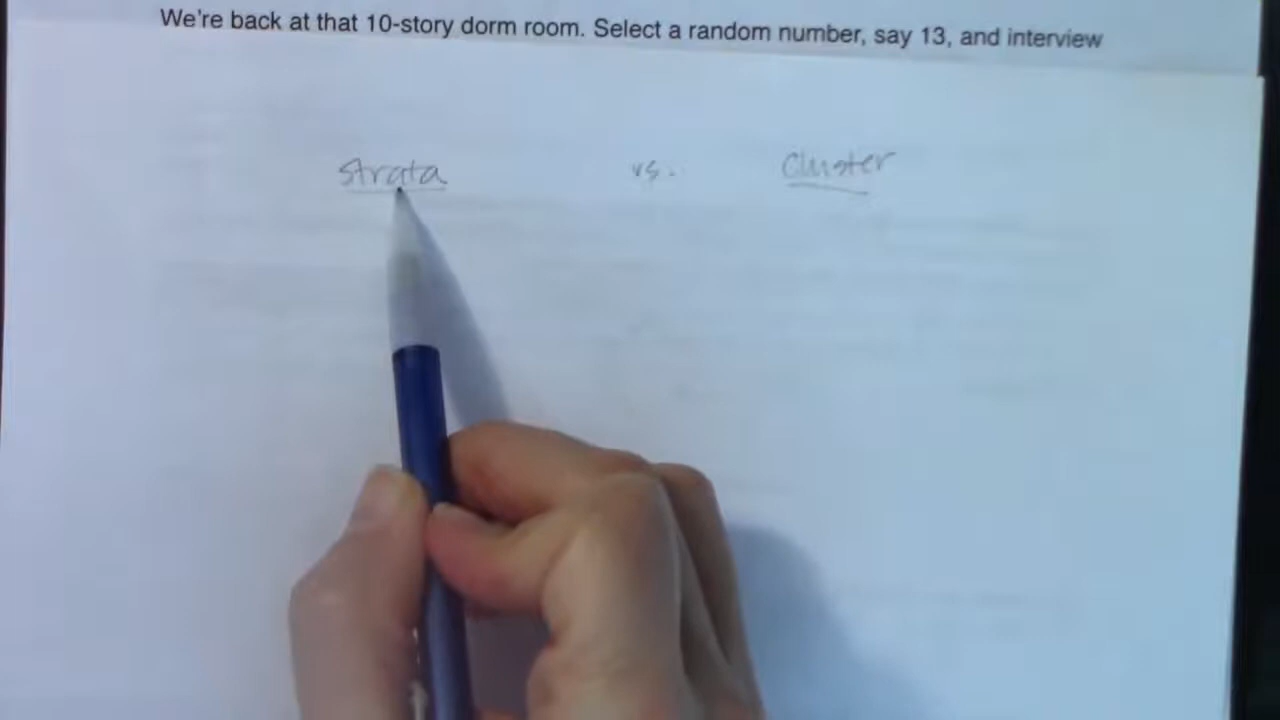 We're back at that 10-story dorm room. Select a random number, say 13, and interview
strata vs. Cluster